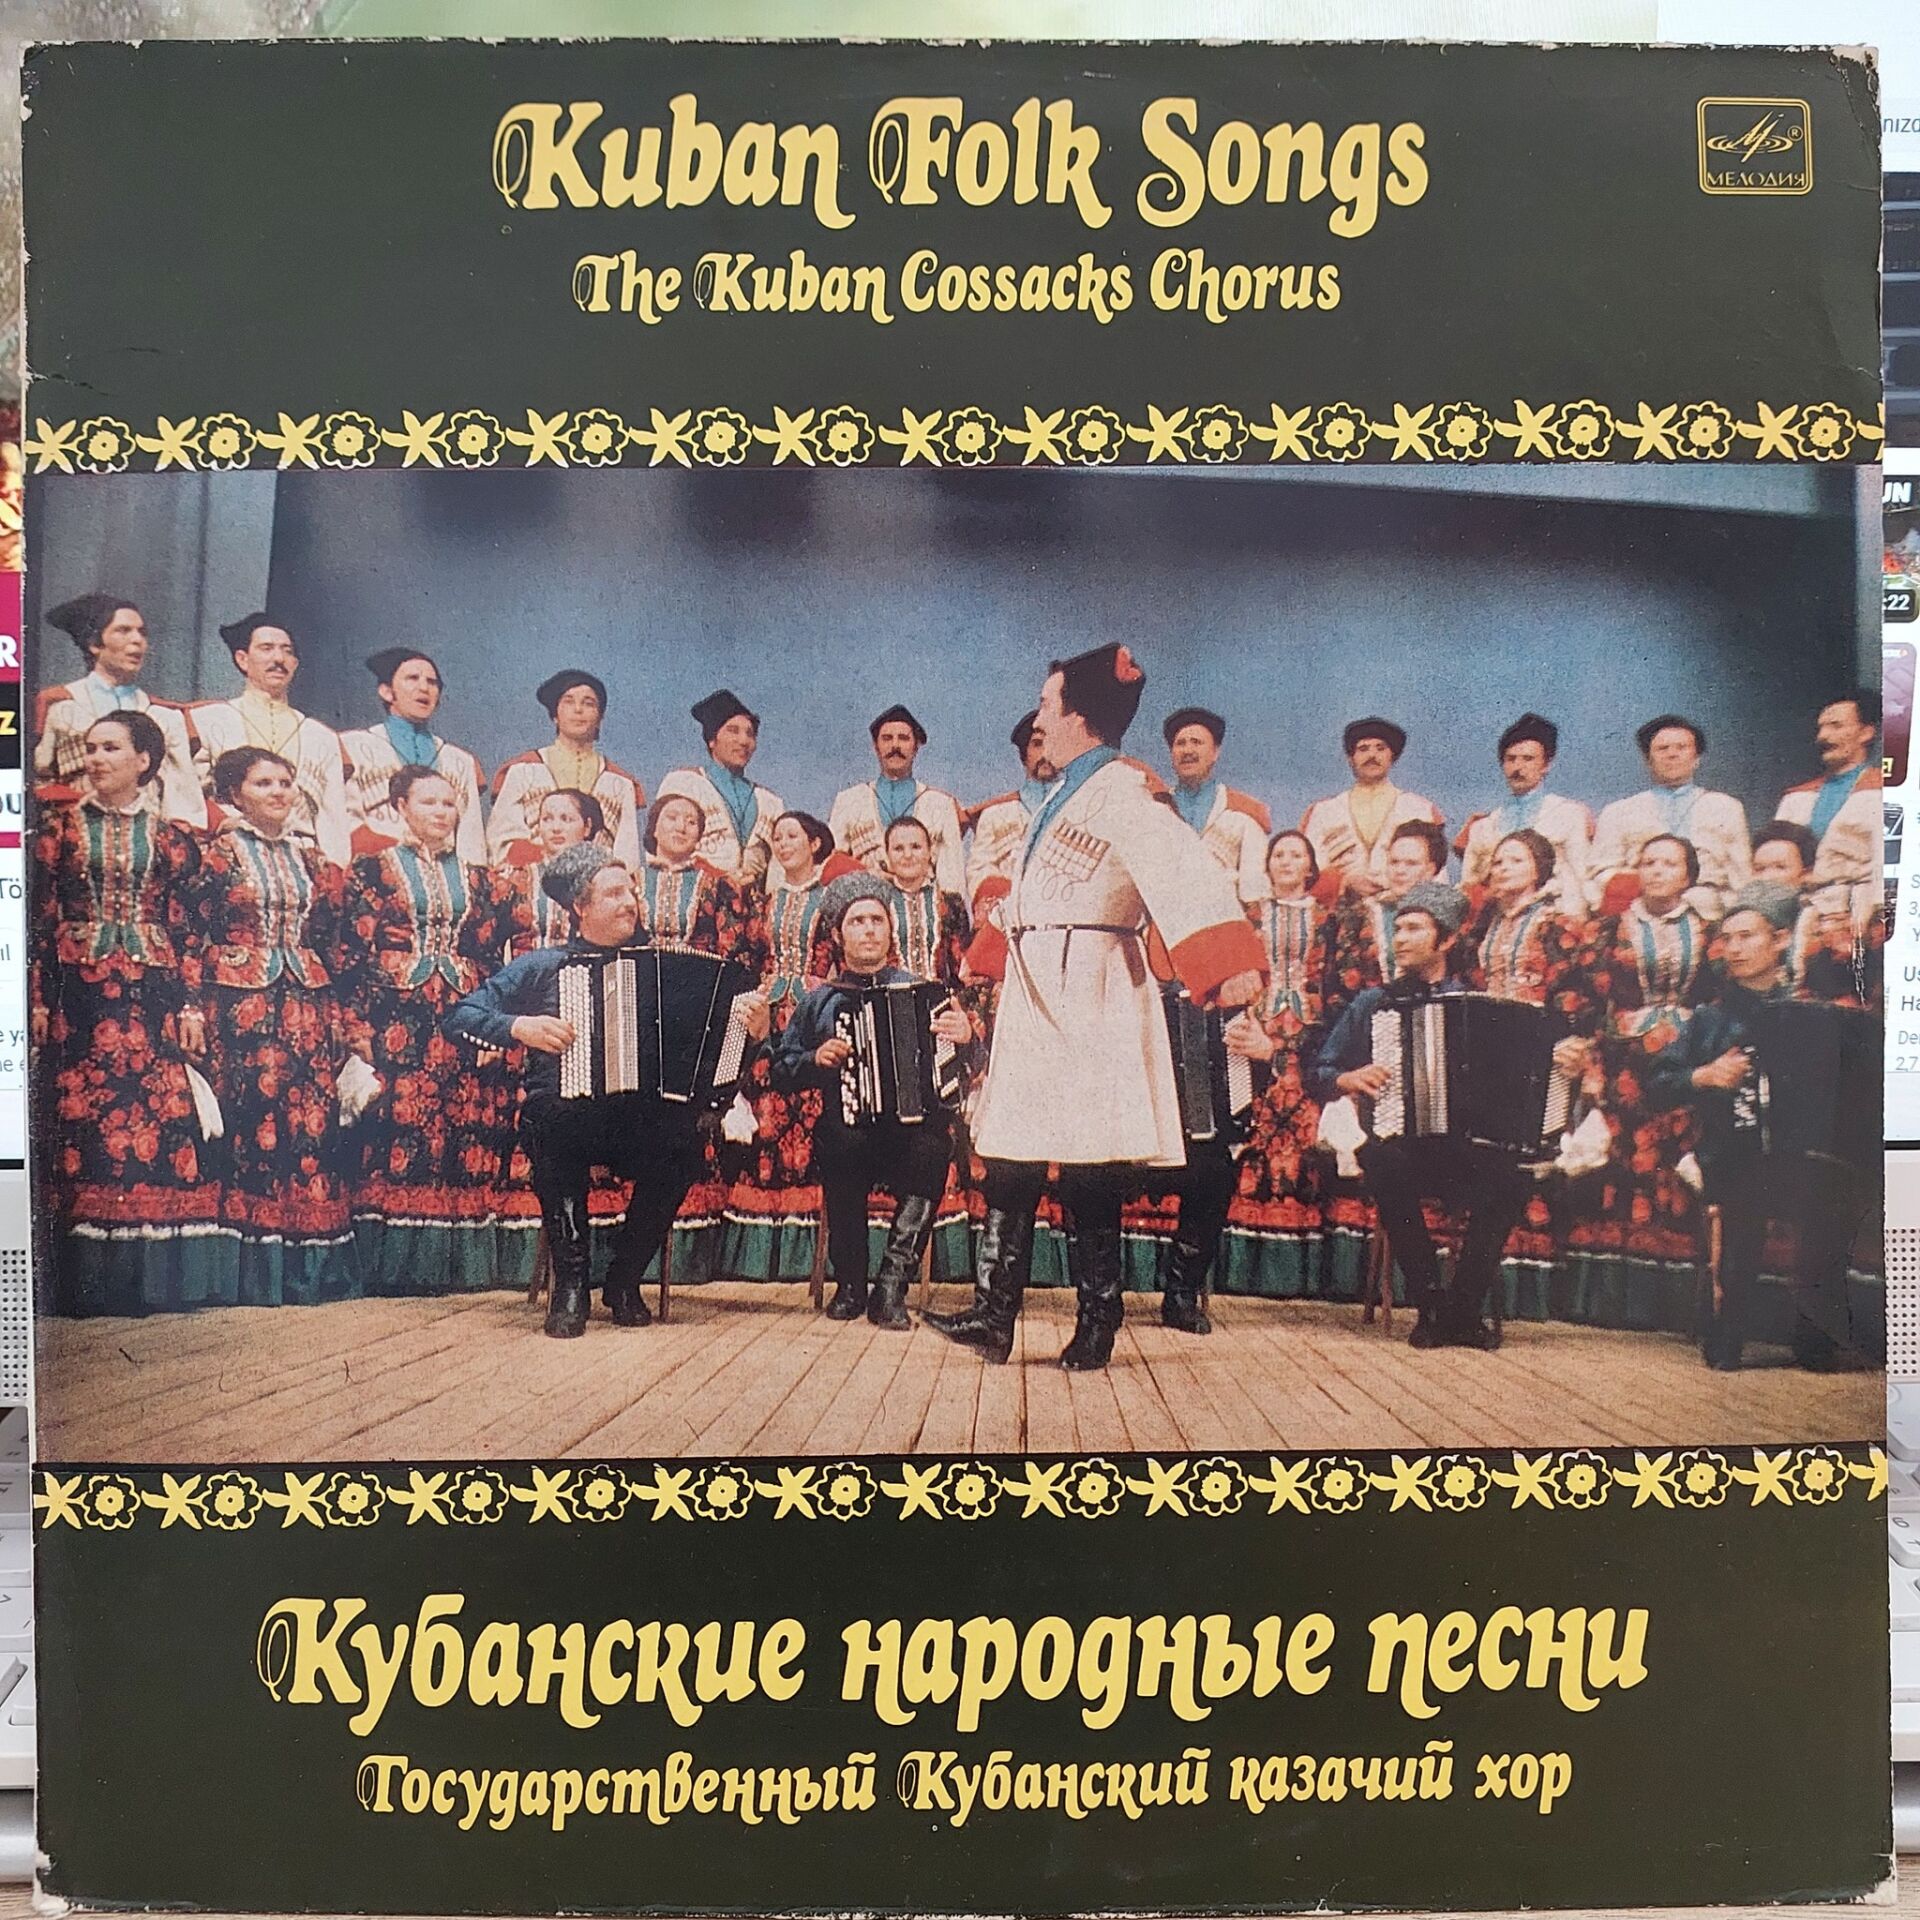 Kuban Folk Songs
The Kuban Cossacks Chorus
МЕЛОДИЯ
Кубанские народные песни
Государственный Кубанский казачий хор